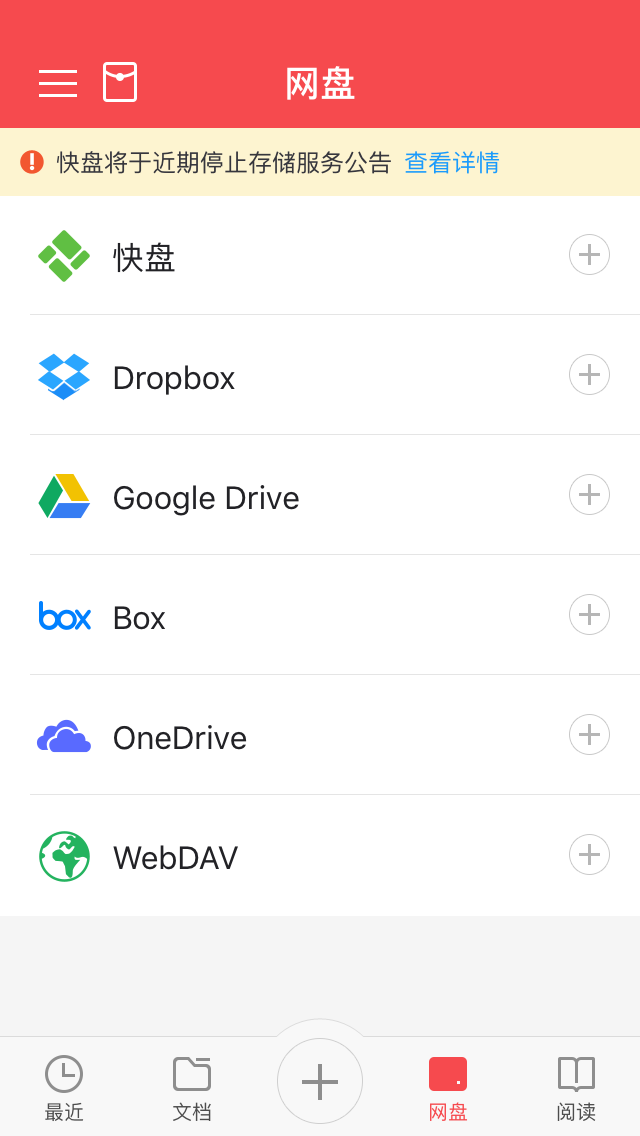 网盘
快盘将于近期停止存储服务公告 查看详情
快盘
Dropbox
Google Drive
box Box
OneDrive
WebDAV
最近 文档 网盘 阅读